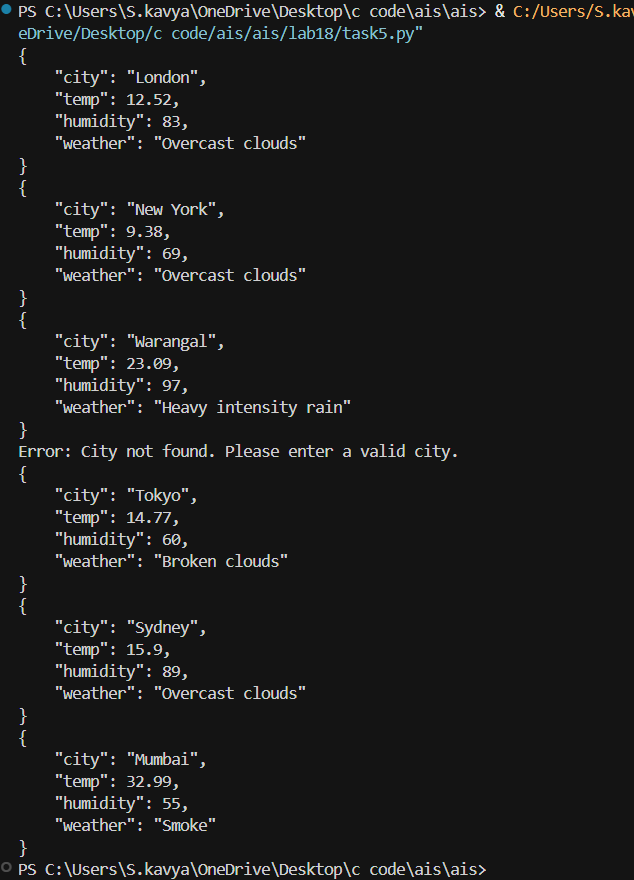 PS C:\Users\S.kavya\OneDrive\Desktop\c code\ais\ais> & C:/Users/S.kav
eDrive/Desktop/c code/ais/ais/lab18/task5.py"
{
    "city": "London",
    "temp": 12.52,
    "humidity": 83,
    "weather": "Overcast clouds"
}
{
    "city": "New York",
    "temp": 9.38,
    "humidity": 69,
    "weather": "Overcast clouds"
}
{
    "city": "Warangal",
    "temp": 23.09,
    "humidity": 97,
    "weather": "Heavy intensity rain"
}
Error: City not found. Please enter a valid city.
{
    "city": "Tokyo",
    "temp": 14.77,
    "humidity": 60,
    "weather": "Broken clouds"
}
{
    "city": "Sydney",
    "temp": 15.9,
    "humidity": 89,
    "weather": "Overcast clouds"
}
{
    "city": "Mumbai",
    "temp": 32.99,
    "humidity": 55,
    "weather": "Smoke"
}
PS C:\Users\S.kavya\OneDrive\Desktop\c code\ais\ais>